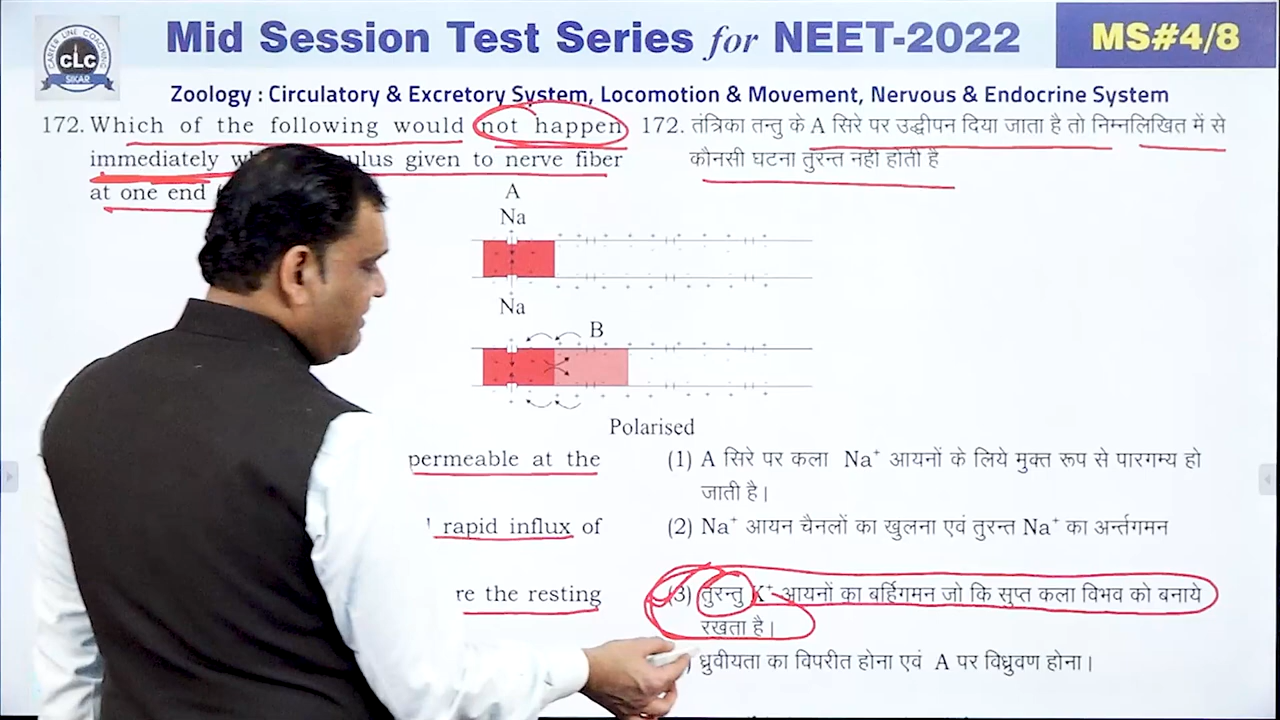 CAREER LINE COACHING
CLC
SIKAR
Mid Session Test Series for NEET-2022
MS#4/8
Zoology : Circulatory & Excretory System, Locomotion & Movement, Nervous & Endocrine System
172. Which of the following would not happen
immediately given to nerve fiber
at one end
172. तंत्रिका तन्तु के A सिरे पर उद्दीपन दिया जाता है तो निम्नलिखित में से
कौनसी घटना तुरन्त नही होती है
A
Na
Na
B
Polarised
permeable at the
rapid influx of
the resting
(1) A सिरे पर कला Na⁺ आयनों के लिये मुक्त रूप से पारगम्य हो
जाती है।
(2) Na⁺ आयन चैनलों का खुलना एवं तुरन्त Na⁺ का अर्न्तगमन
(3) तुरन्तु K⁺ आयनों का बर्हिगमन जो कि सुप्त कला विभव को बनाये
रखता है।
ध्रुवीयता का विपरीत होना एवं A पर विध्रुवण होना।